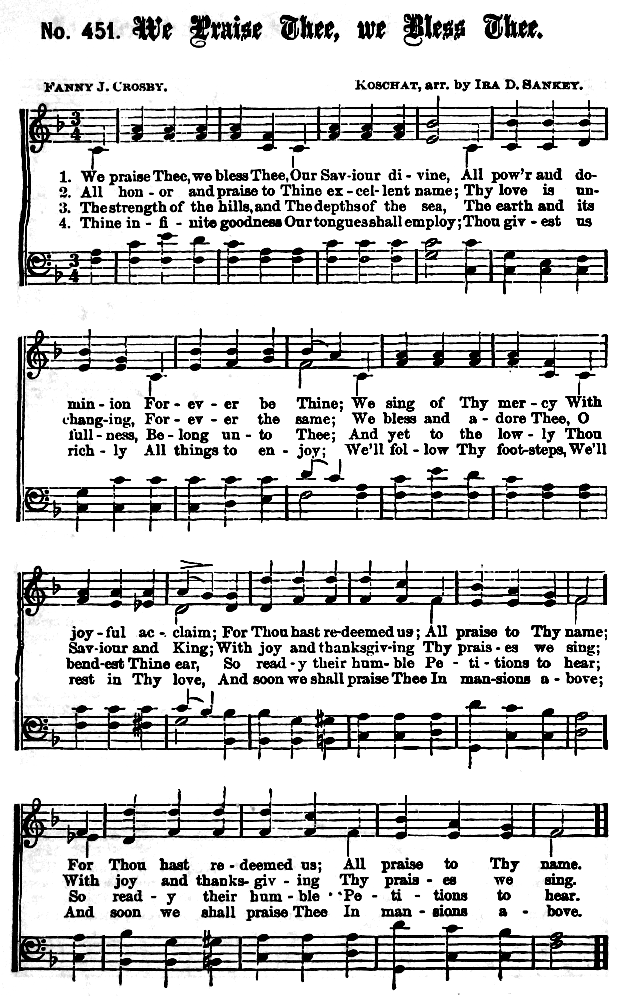 No. 451. We Praise Thee, we Bless Thee.
FANNY J. CROSBY. KOSCHAT, arr. by IRA D. SANKEY.
1. We praise Thee, we bless Thee, Our Sav-iour di-vine, All pow'r aud do-
2. All hon-or and praise to Thine ex-cel-lent name; Thy love is un-
3. The strength of the hills, and The depths of the sea, The earth and its
4. Thine in-fi-nite goodness Our tongues shall employ; Thou giv-est us
min-ion For-ev-er be Thine; We sing of Thy mer-cy With
chang-ing, For-ev-er the same; We bless and a-dore Thee, O
full-ness, Be-long un-to Thee; And yet to the low-ly Thou
rich-ly All things to en-joy; We'll fol-low Thy foot-steps, We'll
joy-ful ac-claim; For Thou hast re-deemed us; All praise to Thy name;
Sav-iour and King; With joy and thanksgiv-ing Thy prais-es we sing;
bend-est Thine ear, So read-y their hum-ble Pe-ti-tions to hear;
rest in Thy love, And soon we shall praise Thee In man-sions a-bove;
For Thou hast re-deemed us; All praise to Thy name.
With joy and thanks-giv-ing Thy prais-es we sing.
So read-y their hum-ble Pe-ti-tions to hear.
And soon we shall praise Thee In man-sions a-bove.